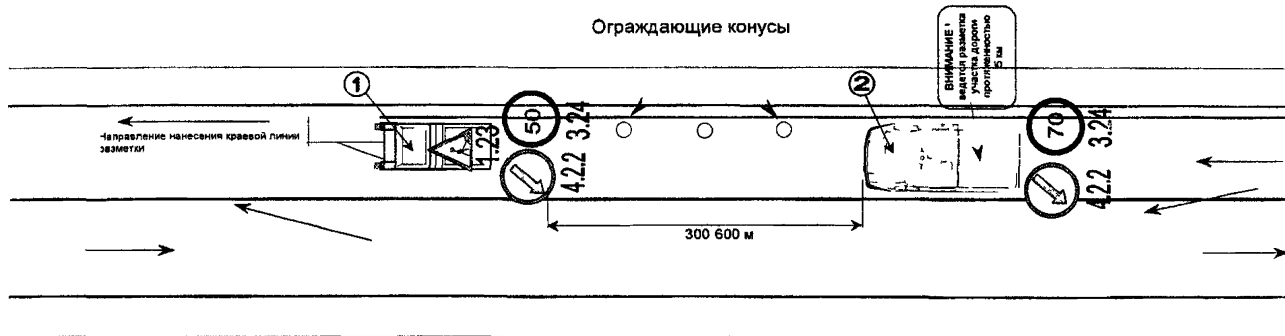 Ограждающие конусы
ВНИМАНИЕ !
ведется разметка
участка дороги
протяженностью
5 км
1
2
50
3.24
70
3.24
Направление нанесения краевой линии
разметки
1.23
4.2.2
4.2.2
300 600 м